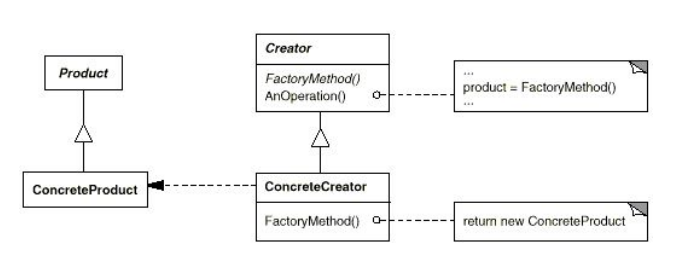 Product
ConcreteProduct
Creator
FactoryMethod()
AnOperation()
...
product = FactoryMethod()
...
ConcreteCreator
FactoryMethod()
return new ConcreteProduct